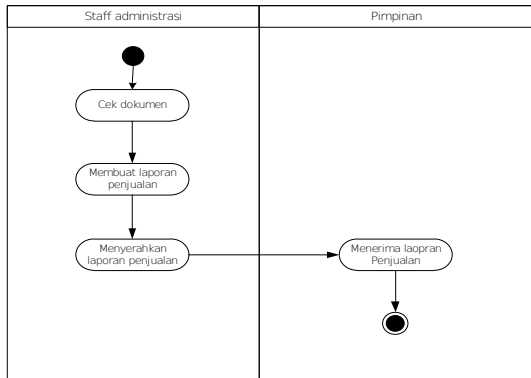 Staff administrasi
Pimpinan
Cek dokumen
Membuat laporan
penjualan
Menyerahkan
laporan penjualan
Menerima laopran
Penjualan